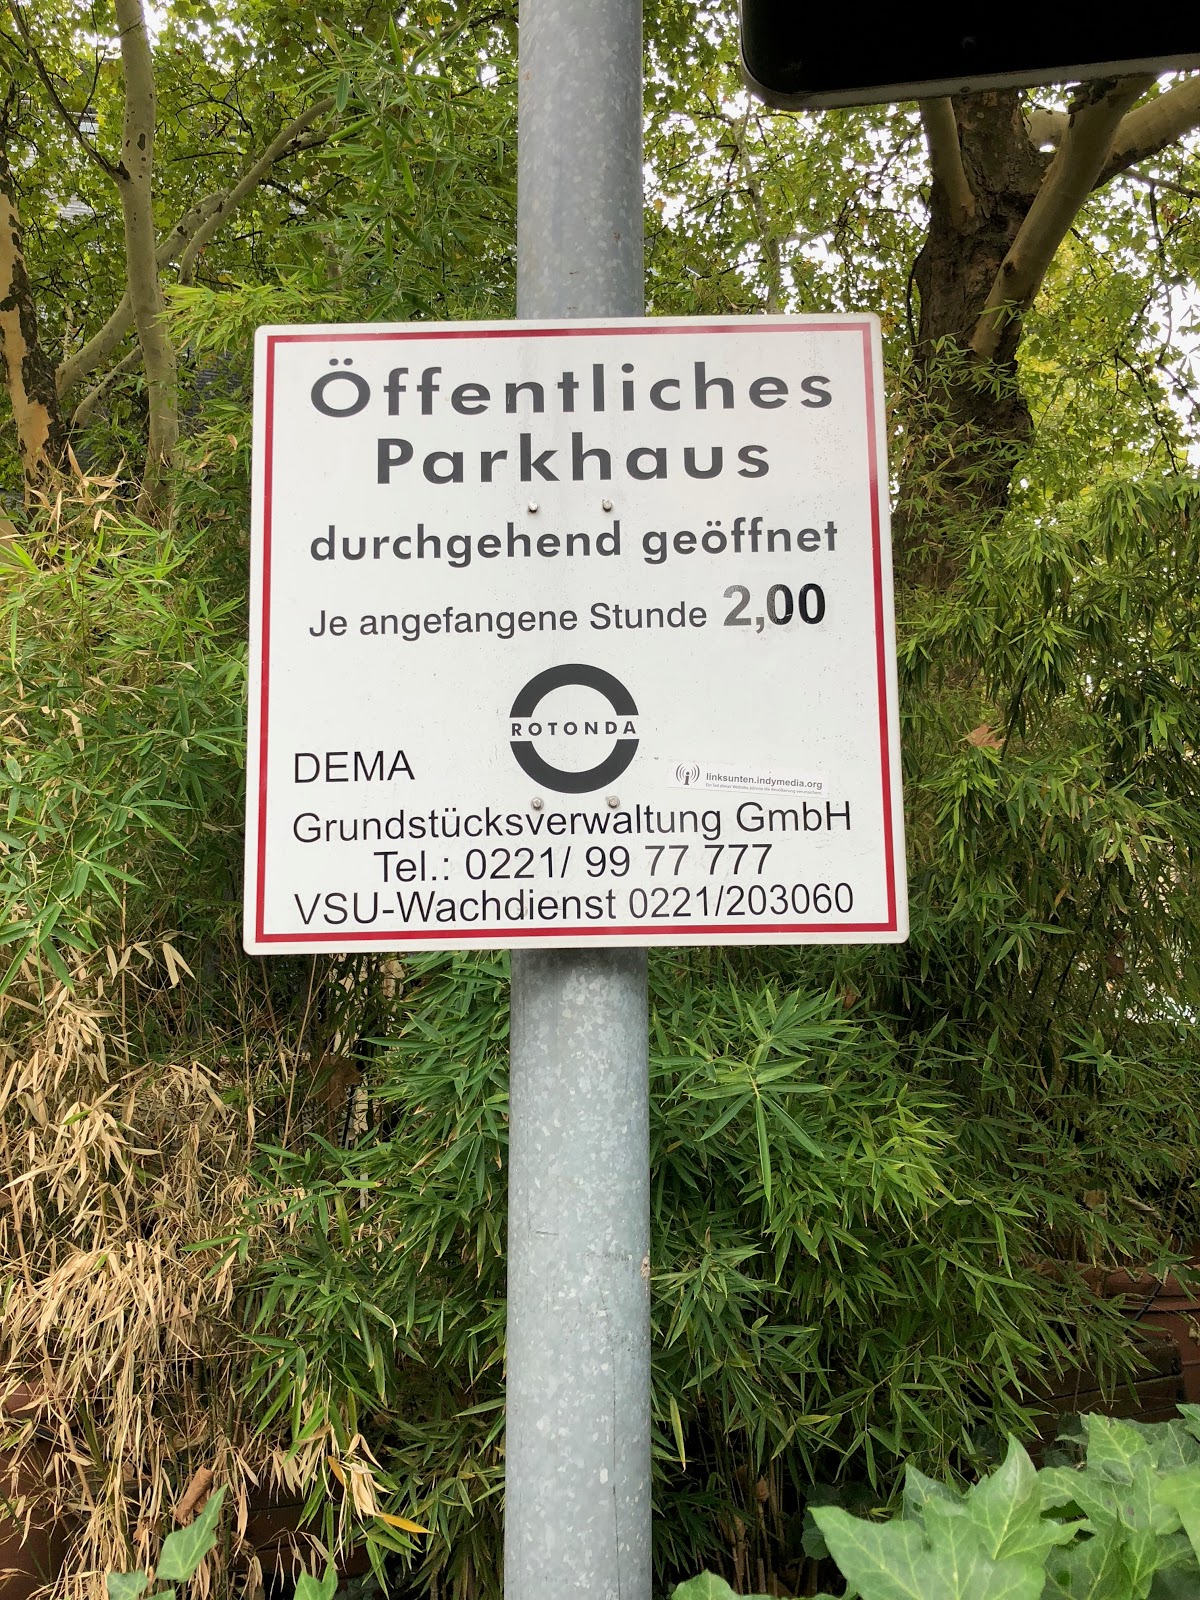 Öffentliches
Parkhaus
durchgehend geöffnet
Je angefangene Stunde 2,00
ROTONDA
DEMA
linksunten.indymedia.org
Grundstücksverwaltung GmbH
Tel.: 0221/ 99 77 777
VSU-Wachdienst 0221/203060